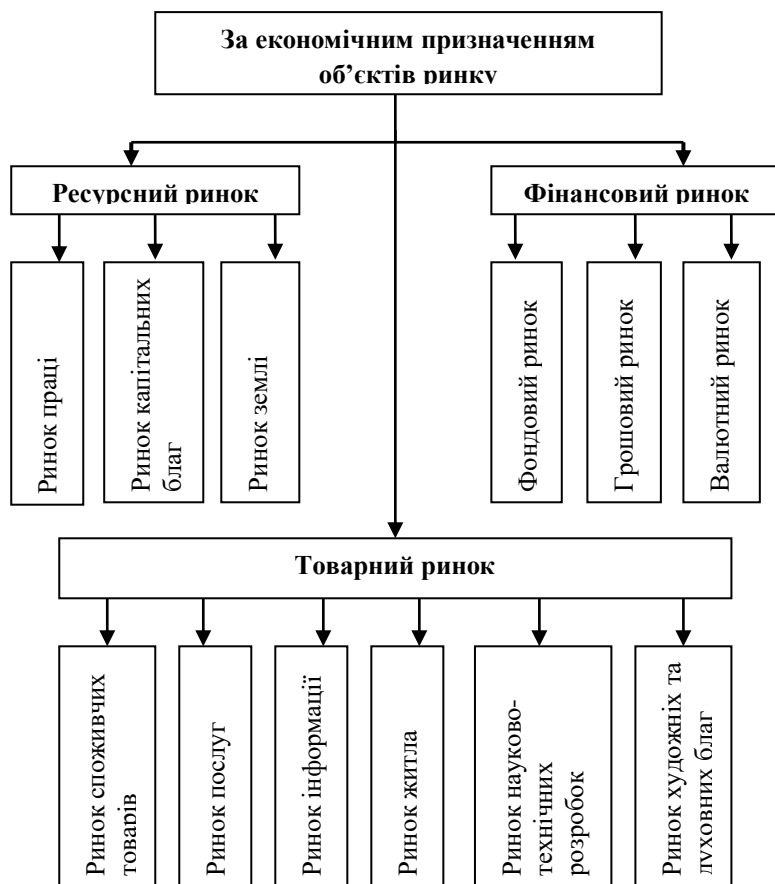 За економічним призначенням
об’єктів ринку
Ресурсний ринок
Фінансовий ринок
Ринок праці
Ринок капітальних
благ
Ринок землі
Фондовий ринок
Грошовий ринок
Валютний ринок
Товарний ринок
Ринок споживчих
товарів
Ринок послуг
Ринок інформації
Ринок житла
Ринок науково-
технічних
розробок
Ринок художніх та
духовних благ